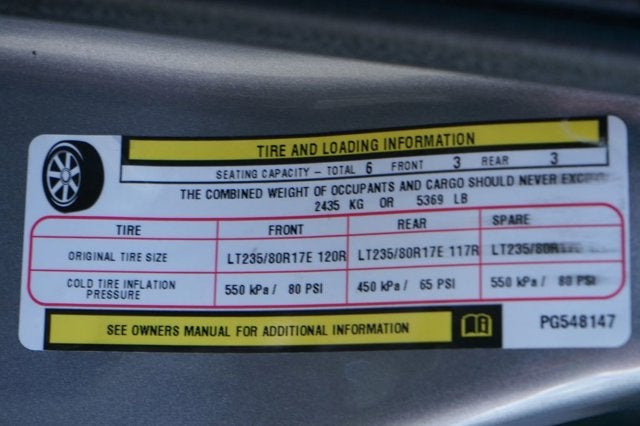 TIRE AND LOADING INFORMATION
SEATING CAPACITY – TOTAL 6 FRONT 3 REAR 3
THE COMBINED WEIGHT OF OCCUPANTS AND CARGO SHOULD NEVER
2435 KG OR 5369 LB
TIRE FRONT REAR SPARE
ORIGINAL TIRE SIZE LT235/80R17E 120R LT235/80R17E 117R LT235/80R17E
COLD TIRE INFLATION PRESSURE 550 kPa / 80 PSI 450 kPa / 65 PSI 550 kPa / 80 PSI
SEE OWNERS MANUAL FOR ADDITIONAL INFORMATION
PG548147